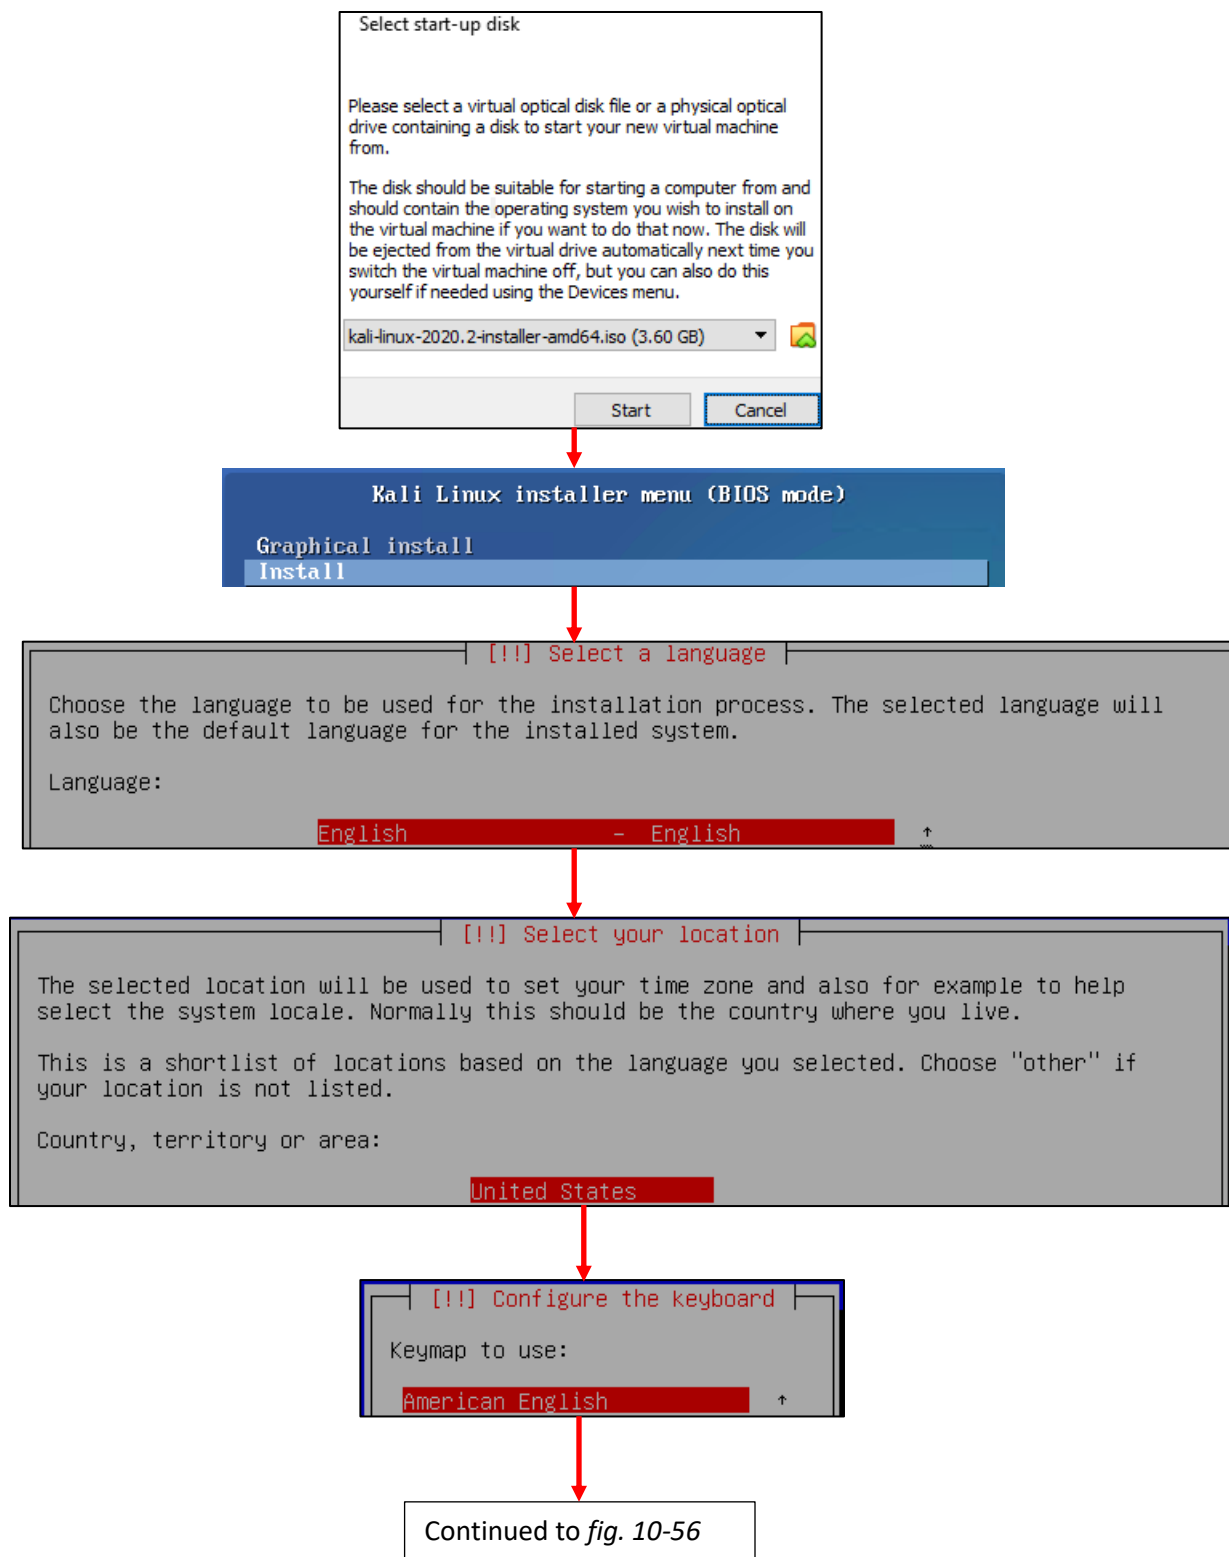 Select start-up disk
Please select a virtual optical disk file or a physical optical
drive containing a disk to start your new virtual machine
from.
The disk should be suitable for starting a computer from and
should contain the operating system you wish to install on
the virtual machine if you want to do that now. The disk will
be ejected from the virtual drive automatically next time you
switch the virtual machine off, but you can also do this
yourself if needed using the Devices menu.
kali-linux-2020.2-installer-amd64.iso (3.60 GB)
Start Cancel
Kali Linux installer menu (BIOS mode)
Graphical install
Install
[!!] Select a language
Choose the language to be used for the installation process. The selected language will
also be the default language for the installed system.
Language:
English - English ↑
[!!] Select your location
The selected location will be used to set your time zone and also for example to help
select the system locale. Normally this should be the country where you live.
This is a shortlist of locations based on the language you selected. Choose "other" if
your location is not listed.
Country, territory or area:
United States
[!!] Configure the keyboard
Keymap to use:
American English ↑
Continued to fig. 10-56